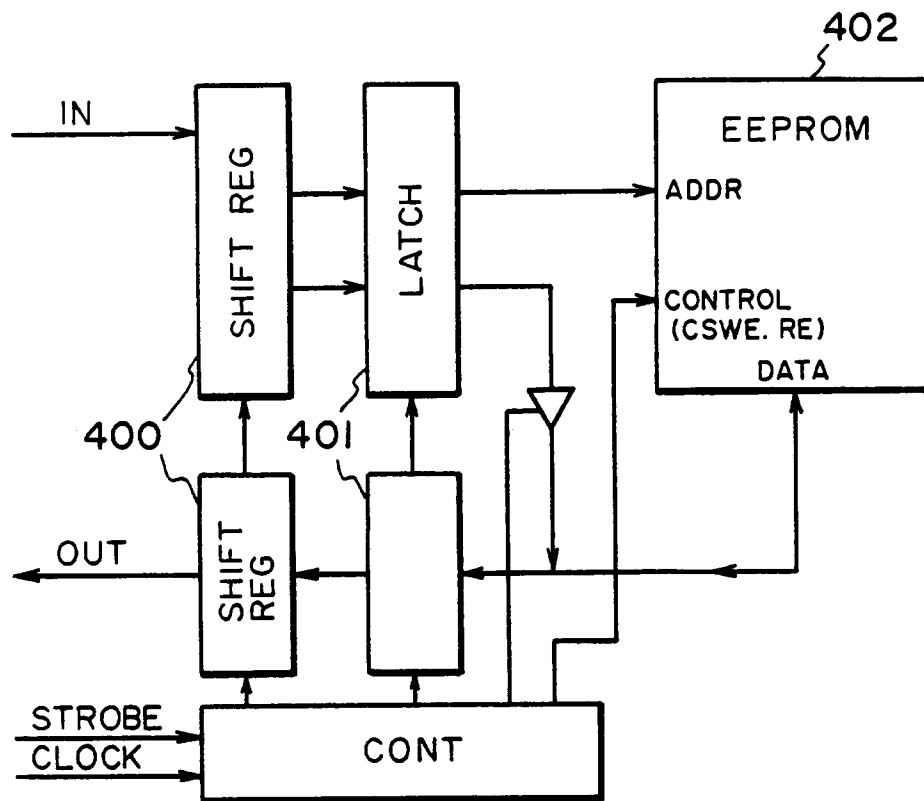 402
IN
SHIFT REG
LATCH
EEPROM
ADDR
CONTROL
(CSWE. RE)
DATA
400
401
OUT
SHIFT
REG
STROBE
CLOCK
CONT